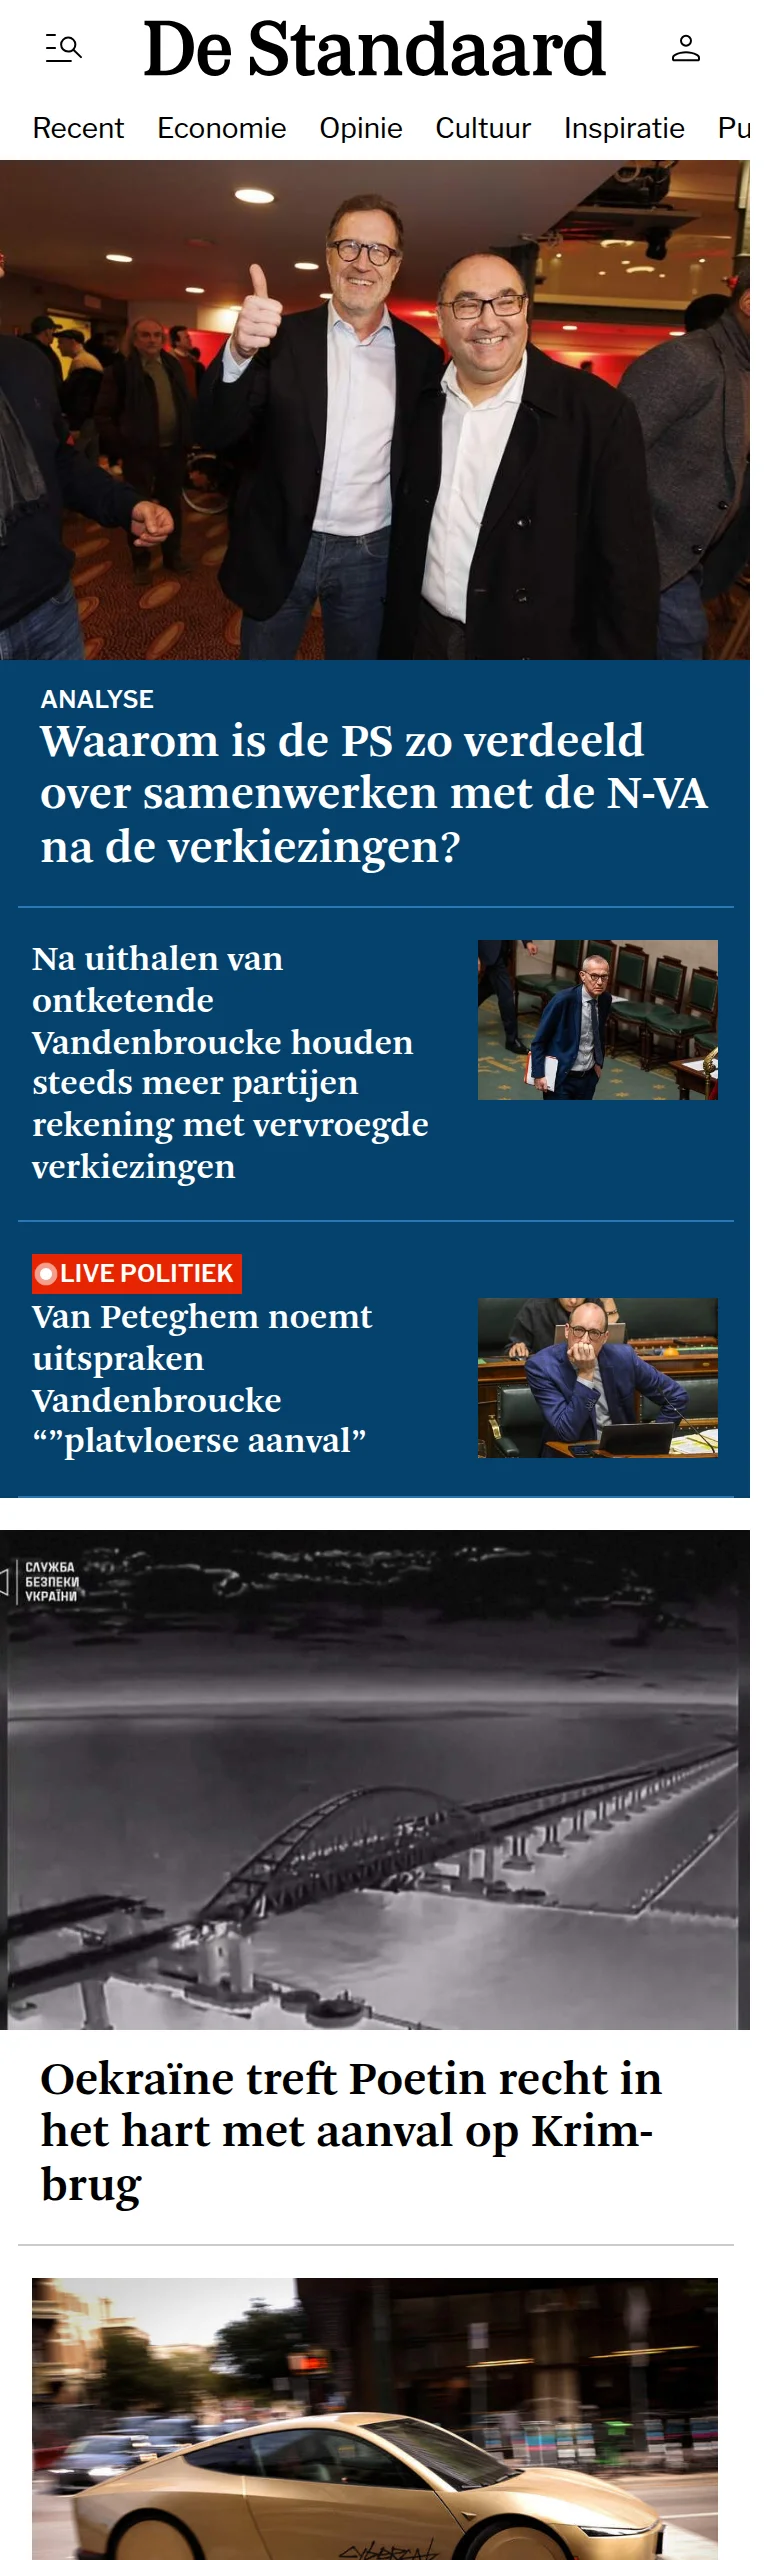 De Standaard
Recent Economie Opinie Cultuur Inspiratie Pu
ANALYSE
Waarom is de PS zo verdeeld
over samenwerken met de N-VA
na de verkiezingen?
Na uithalen van
ontketende
Vandenbroucke houden
steeds meer partijen
rekening met vervroegde
verkiezingen
LIVE POLITIEK
Van Peteghem noemt
uitspraken
Vandenbroucke
“”platvloerse aanval”
СЛУЖБА
БЕЗПЕКИ
УКРАЇНИ
Oekraïne treft Poetin recht in
het hart met aanval op Krim-
brug
cybercab